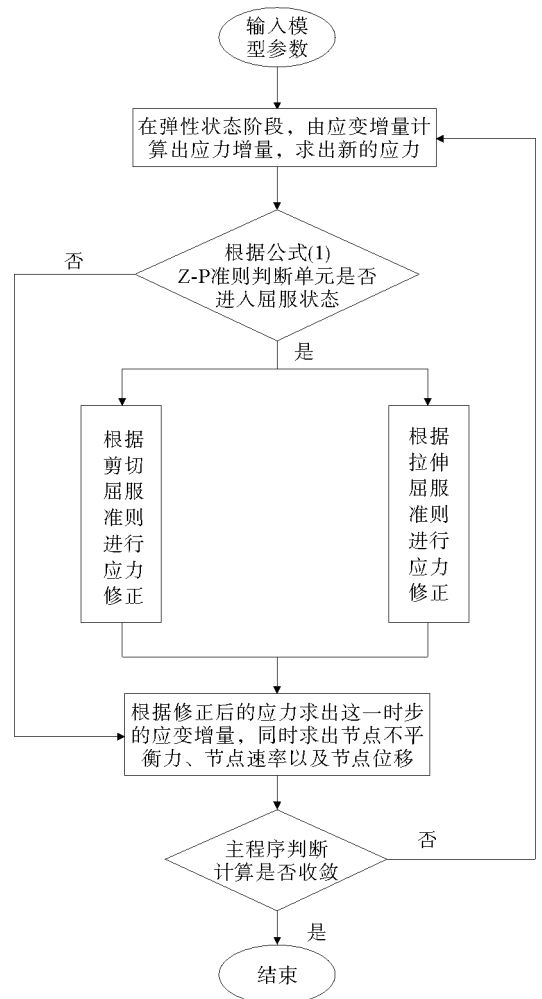 输入模
型参数
在弹性状态阶段，由应变增量计
算出应力增量，求出新的应力
否
根据公式(1)
Z-P准则判断单元是否
进入屈服状态
是
根据
剪切
屈服
准则
进行
应力
修正
根据
拉伸
屈服
准则
进行
应力
修正
根据修正后的应力求出这一时步
的应变增量，同时求出节点不平
衡力、节点速率以及节点位移
主程序判断
计算是否收敛
否
是
结束